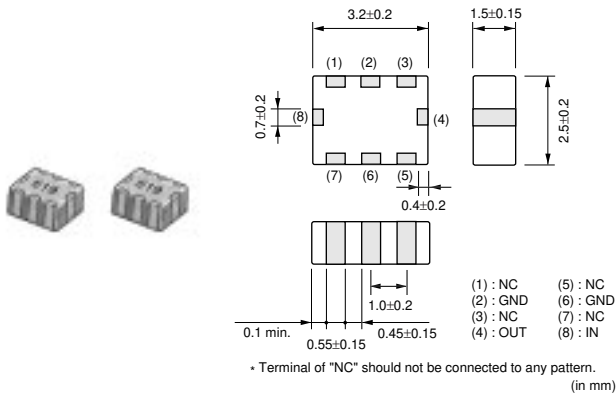 3.2±0.2
1.5±0.15
(1) (2) (3)
0.7±0.2
(8)
(4)
2.5±0.2
(7) (6) (5)
0.4±0.2
1.0±0.2
0.1 min.
0.45±0.15
0.55±0.15
(1) : NC (5) : NC
(2) : GND (6) : GND
(3) : NC (7) : NC
(4) : OUT (8) : IN
* Terminal of "NC" should not be connected to any pattern.
(in mm)